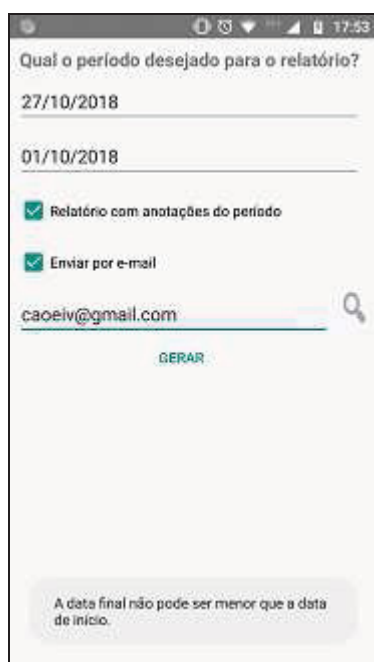 17:53
Qual o período desejado para o relatório?
27/10/2018
01/10/2018
Relatório com anotações do período
Enviar por e-mail
caoeiv@gmail.com
GERAR
A data final não pode ser menor que a data
de início.